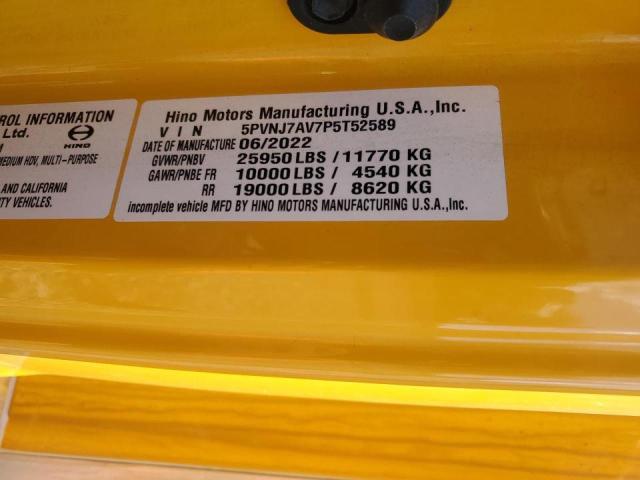 ROL INFORMATION
Ltd.
HINO
MEDIUM HDV, MULTI-PURPOSE
AND CALIFORNIA
TY VEHICLES.
Hino Motors Manufacturing U.S.A.,Inc.
VIN 5PVNJ7AV7P5T52589
DATE OF MANUFACTURE 06/2022
GVWR/PNBV 25950 LBS/11770 KG
GAWR/PNBE FR 10000 LBS/ 4540 KG
RR 19000 LBS/ 8620 KG
incomplete vehicle MFD BY HINO MOTORS MANUFACTURING U.S.A.,Inc.